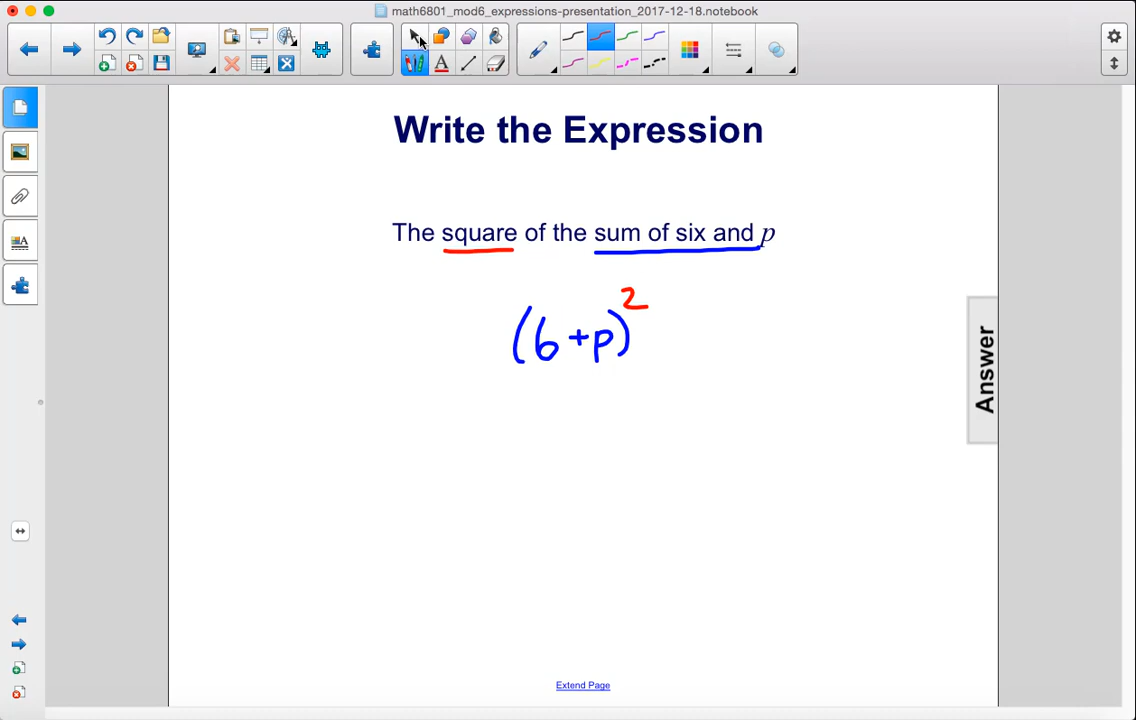 math6801_mod6_expressions-presentation_2017-12-18.notebook
Write the Expression
The square of the sum of six and p
(6+p)²
Answer
Extend Page